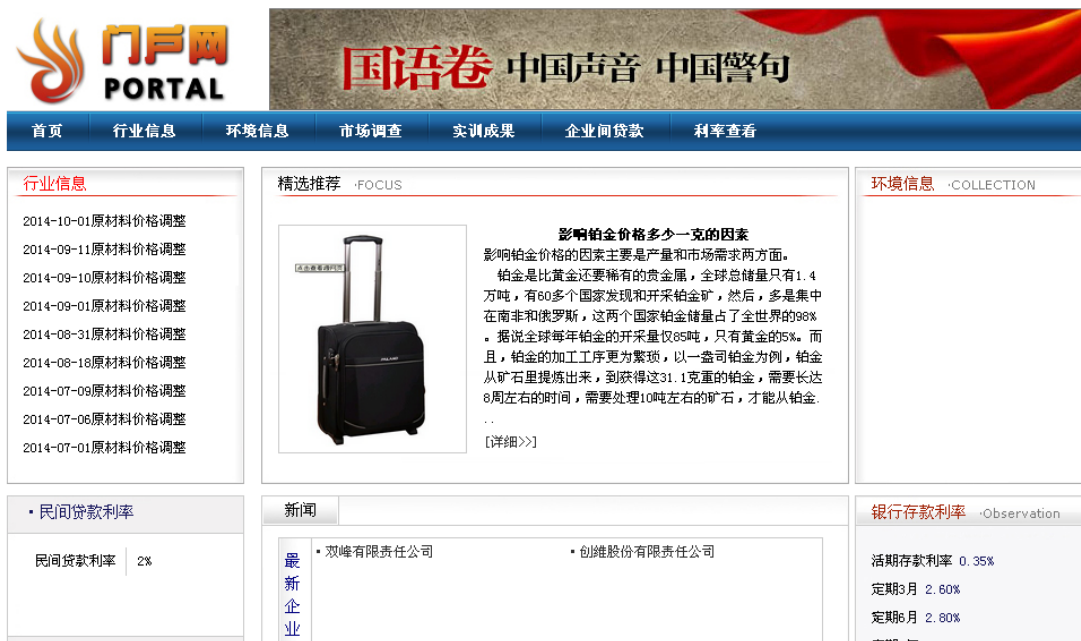 门户网
PORTAL
国语卷 中国声音 中国警句
首页 行业信息 环境信息 市场调查 实训成果 企业间贷款 利率查看
行业信息
2014-10-01原材料价格调整
2014-09-11原材料价格调整
2014-09-10原材料价格调整
2014-09-01原材料价格调整
2014-08-31原材料价格调整
2014-08-18原材料价格调整
2014-07-09原材料价格调整
2014-07-06原材料价格调整
2014-07-01原材料价格调整
精选推荐 ·FOCUS
影响铂金价格多少一克的因素
影响铂金价格的因素主要是产量和市场需求两方面。
铂金是比黄金还要稀有的贵金属，全球总储量只有1.4
万吨，有60多个国家发现和开采铂金矿，然后，多是集中
在南非和俄罗斯，这两个国家铂金储量占了全世界的98%
。据说全球每年铂金的开采量仅85吨，只有黄金的5%。而
且，铂金的加工工序更为繁琐，以一盎司铂金为例，铂金
从矿石里提炼出来，到获得这31.1克重的铂金，需要长达
8周左右的时间，需要处理10吨左右的矿石，才能从铂金.
..
[详细>>]
环境信息 ·COLLECTION
· 民间贷款利率
民间贷款利率 2%
新闻
最
新
企
业
▪ 双峰有限责任公司 ▪ 创维股份有限责任公司
银行存款利率 ·Observation
活期存款利率 0.35%
定期3月 2.60%
定期6月 2.80%